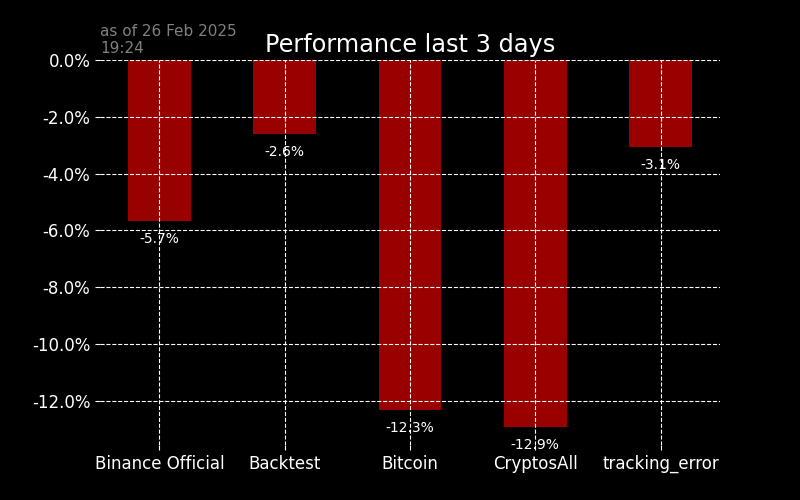 as of 26 Feb 2025
19:24
Performance last 3 days
0.0%
-2.0%
-4.0%
-6.0%
-8.0%
-10.0%
-12.0%
-5.7%
-2.6%
-12.3%
-12.9%
-3.1%
Binance Official
Backtest
Bitcoin
CryptosAll
tracking_error